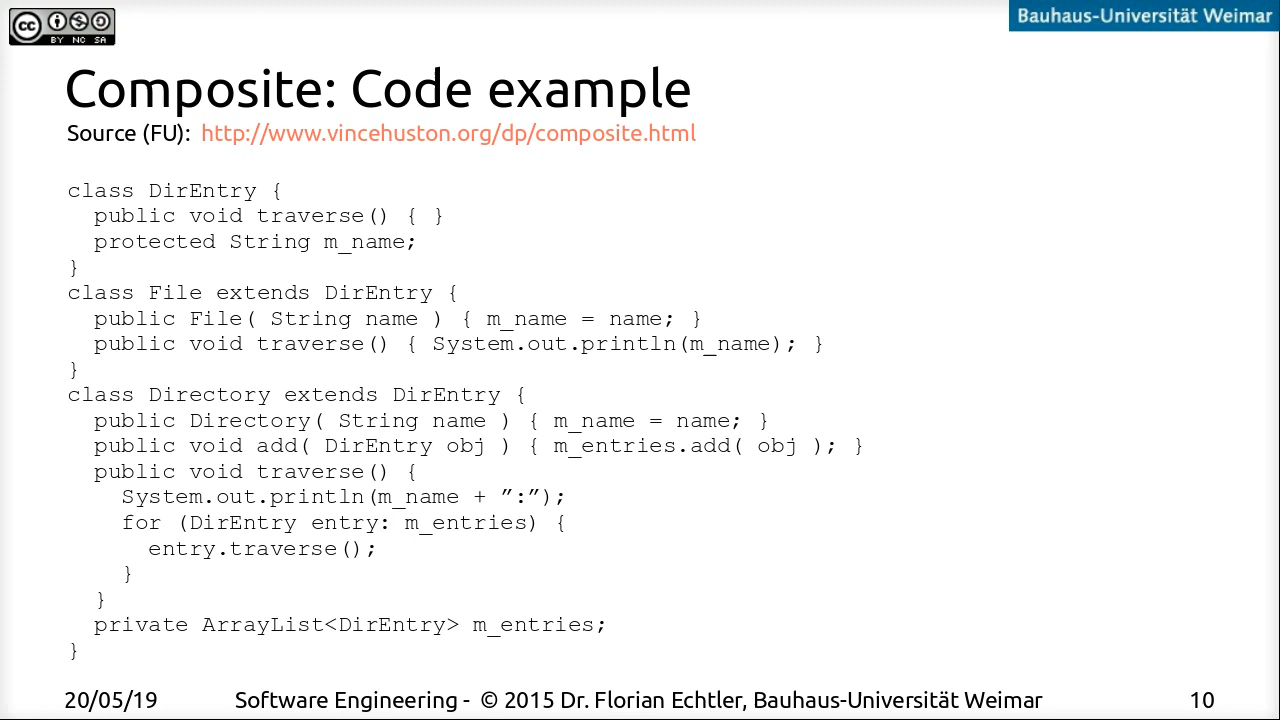 cc BY NC SA
Bauhaus-Universität Weimar
Composite: Code example
Source (FU): http://www.vincehuston.org/dp/composite.html
class DirEntry {
  public void traverse() { }
  protected String m_name;
}
class File extends DirEntry {
  public File( String name ) { m_name = name; }
  public void traverse() { System.out.println(m_name); }
}
class Directory extends DirEntry {
  public Directory( String name ) { m_name = name; }
  public void add( DirEntry obj ) { m_entries.add( obj ); }
  public void traverse() {
    System.out.println(m_name + ”:”);
    for (DirEntry entry: m_entries) {
      entry.traverse();
    }
  }
  private ArrayList<DirEntry> m_entries;
}
20/05/19 Software Engineering - © 2015 Dr. Florian Echtler, Bauhaus-Universität Weimar 10